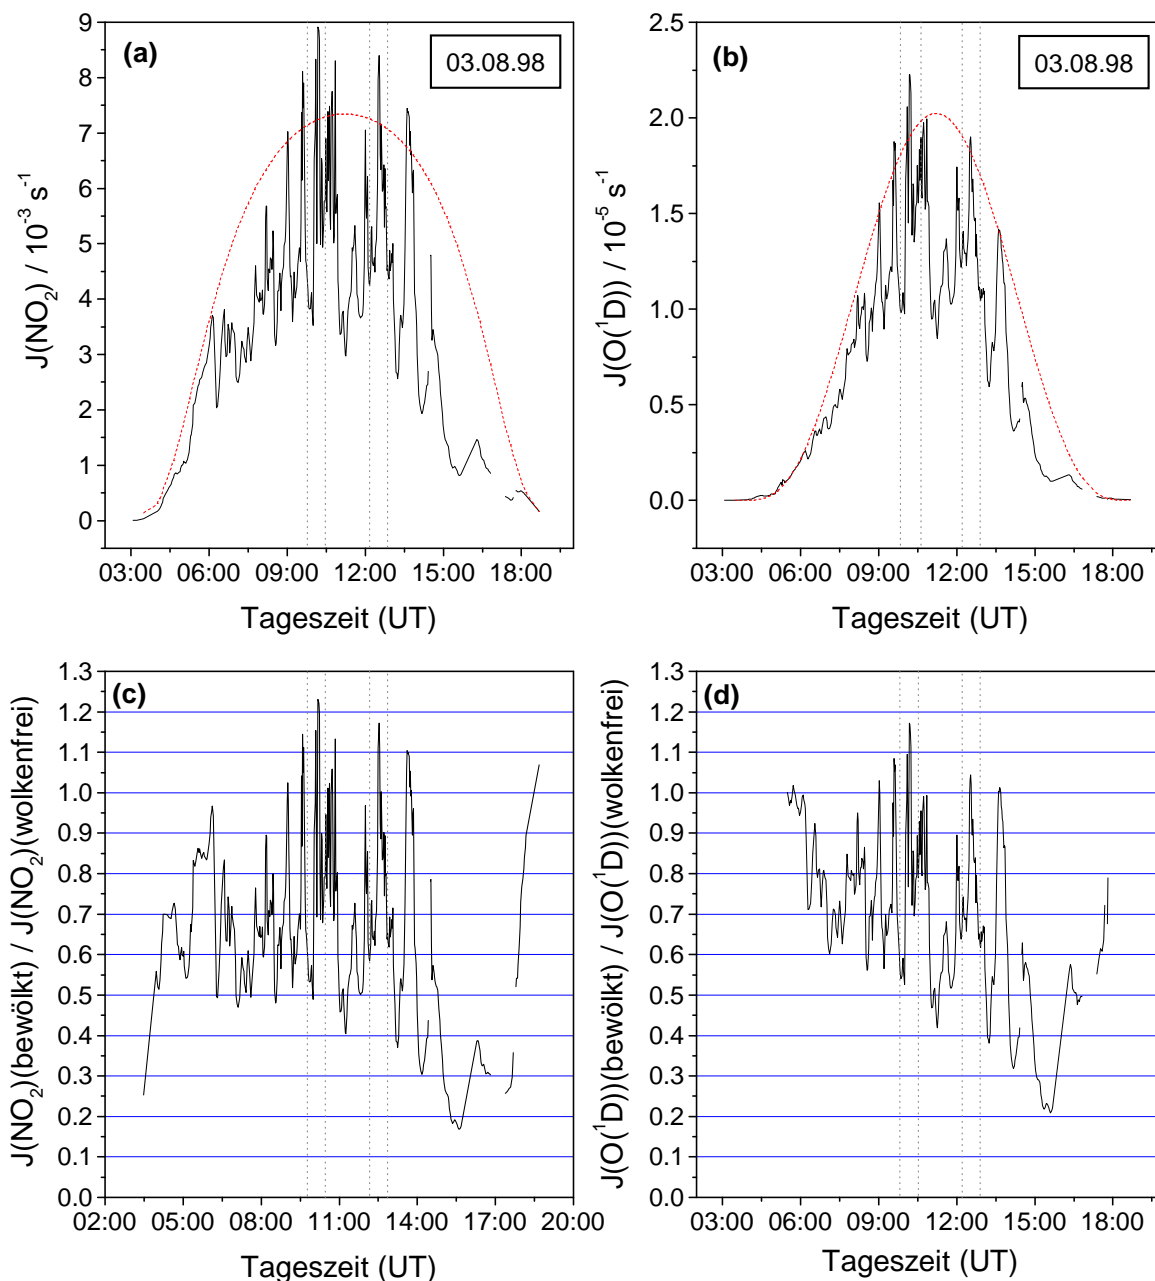 (a)
03.08.98
J(NO₂) / 10⁻³ s⁻¹
9
8
7
6
5
4
3
2
1
0
03:00 06:00 09:00 12:00 15:00 18:00
Tageszeit (UT)
(b)
03.08.98
J(O(¹D)) / 10⁻⁵ s⁻¹
2.5
2.0
1.5
1.0
0.5
0.0
03:00 06:00 09:00 12:00 15:00 18:00
Tageszeit (UT)
(c)
J(NO₂)(bewölkt) / J(NO₂)(wolkenfrei)
1.3
1.2
1.1
1.0
0.9
0.8
0.7
0.6
0.5
0.4
0.3
0.2
0.1
0.0
02:00 05:00 08:00 11:00 14:00 17:00 20:00
Tageszeit (UT)
(d)
J(O(¹D))(bewölkt) / J(O(¹D))(wolkenfrei)
1.3
1.2
1.1
1.0
0.9
0.8
0.7
0.6
0.5
0.4
0.3
0.2
0.1
0.0
03:00 06:00 09:00 12:00 15:00 18:00
Tageszeit (UT)